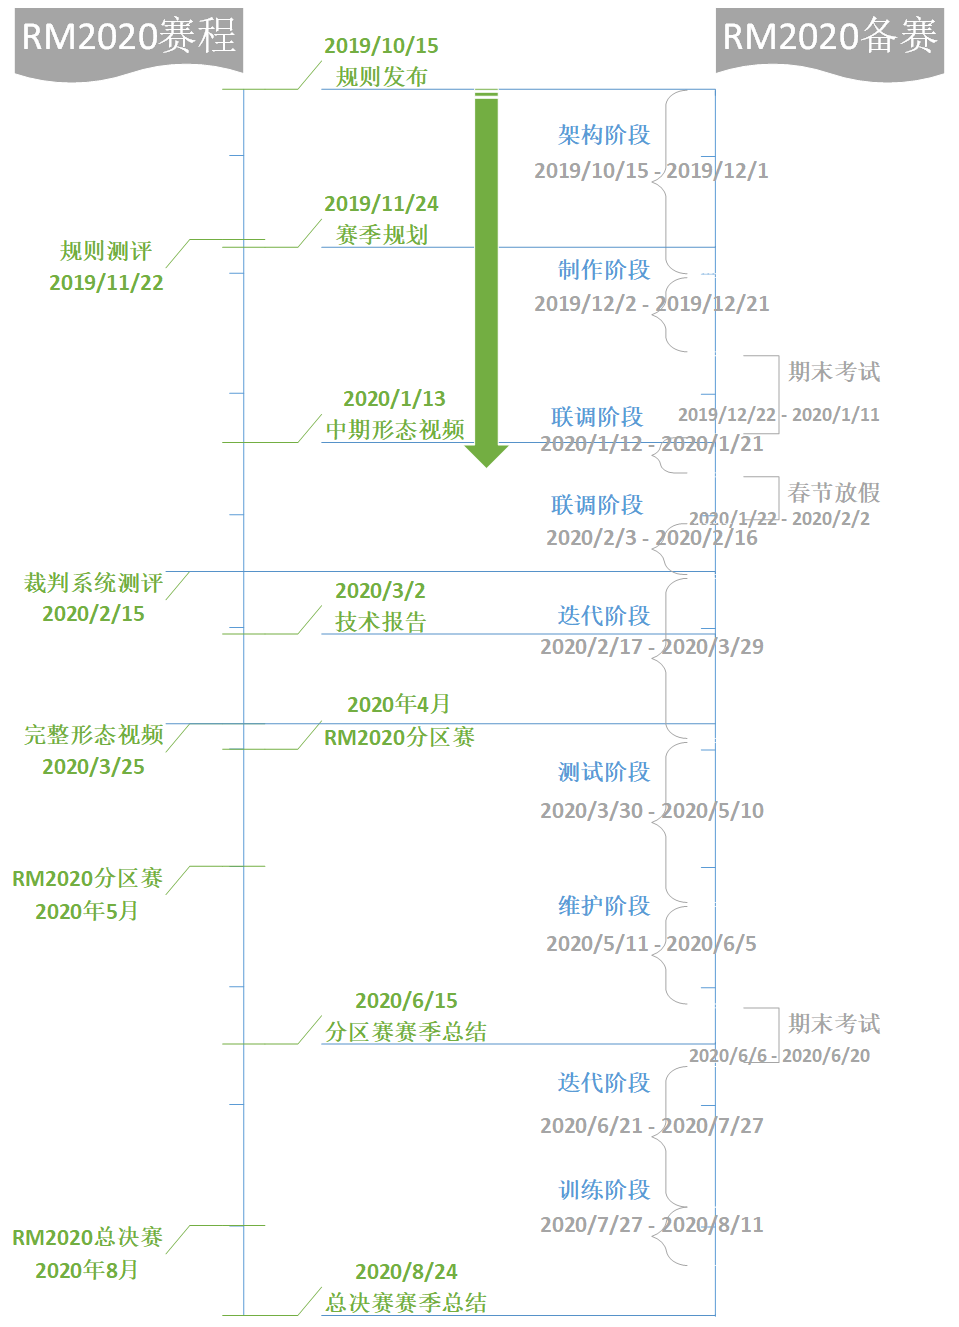 RM2020赛程
RM2020备赛
2019/10/15
规则发布
架构阶段
2019/10/15 - 2019/12/1
2019/11/24
赛季规划
规则测评
2019/11/22
制作阶段
2019/12/2 - 2019/12/21
期末考试
2019/12/22 - 2020/1/11
2020/1/13
中期形态视频
联调阶段
2020/1/12 - 2020/1/21
春节放假
2020/1/22 - 2020/2/2
联调阶段
2020/2/3 - 2020/2/16
裁判系统测评
2020/2/15
2020/3/2
技术报告
迭代阶段
2020/2/17 - 2020/3/29
2020年4月
RM2020分区赛
完整形态视频
2020/3/25
测试阶段
2020/3/30 - 2020/5/10
RM2020分区赛
2020年5月
维护阶段
2020/5/11 - 2020/6/5
2020/6/15
分区赛赛季总结
期末考试
2020/6/6 - 2020/6/20
迭代阶段
2020/6/21 - 2020/7/27
训练阶段
2020/7/27 - 2020/8/11
RM2020总决赛
2020年8月
2020/8/24
总决赛赛季总结